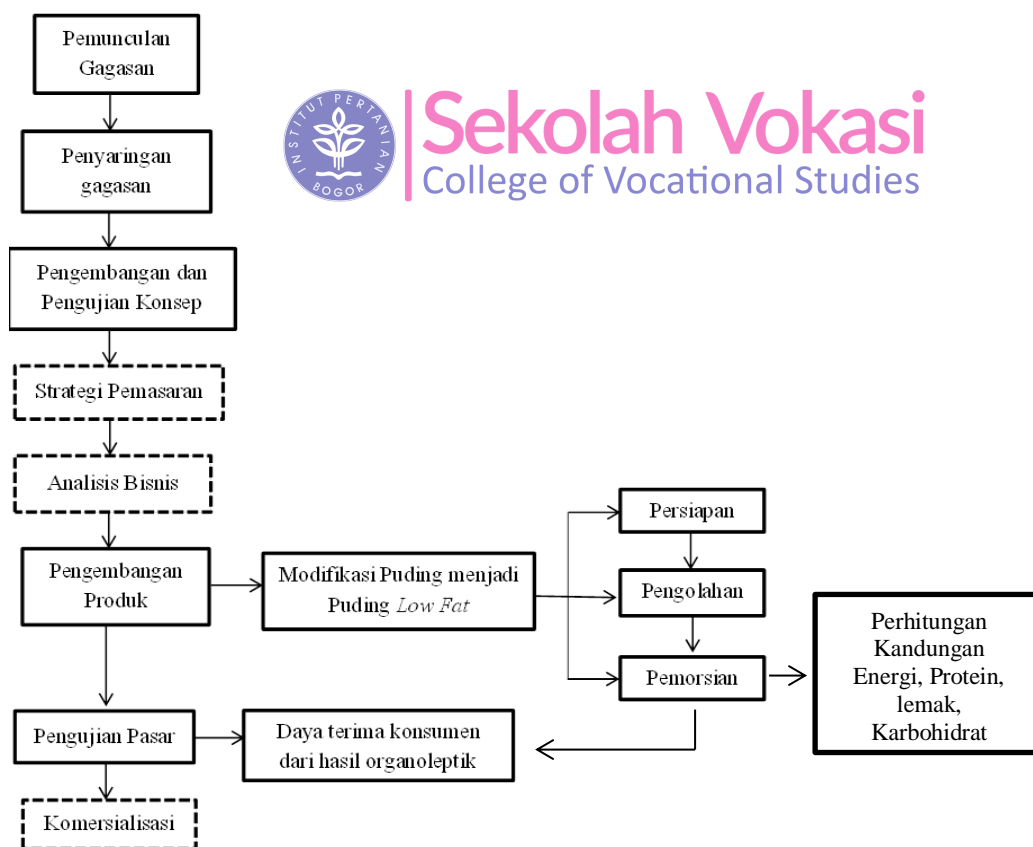 Pemunculan
Gagasan
INSTITUT PERTANIAN
BOGOR
Sekolah Vokasi
College of Vocational Studies
Penyaringan
gagasan
Pengembangan dan
Pengujian Konsep
Strategi Pemasaran
Analisis Bisnis
Pengembangan
Produk
Modifikasi Puding menjadi
Puding Low Fat
Persiapan
Pengolahan
Pemorsian
Perhitungan
Kandungan
Energi, Protein,
lemak,
Karbohidrat
Pengujian Pasar
Daya terima konsumen
dari hasil organoleptik
Komersialisasi